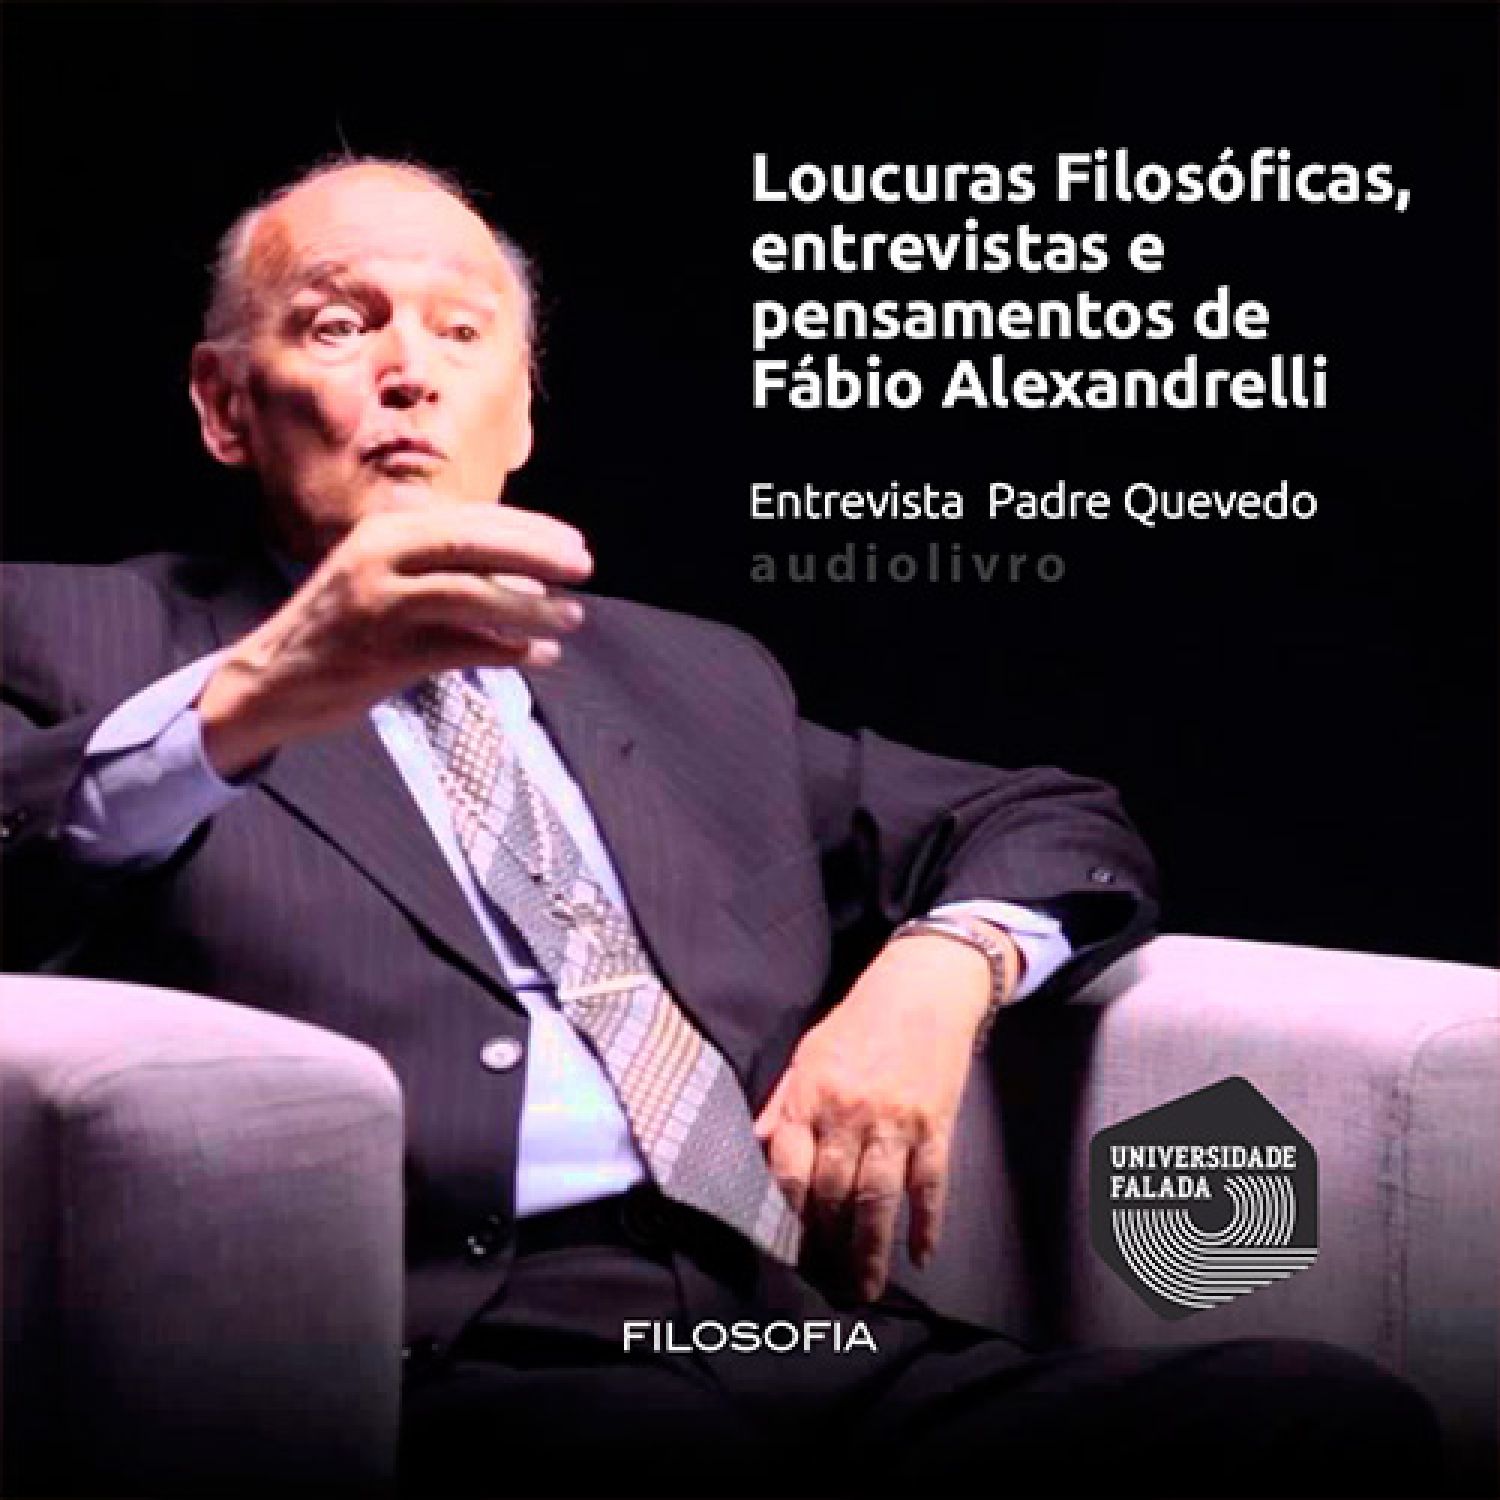 Loucuras Filosóficas,
entrevistas e
pensamentos de
Fábio Alexandrelli
Entrevista Padre Quevedo
audiolivro
UNIVERSIDADE
FALADA
FILOSOFIA